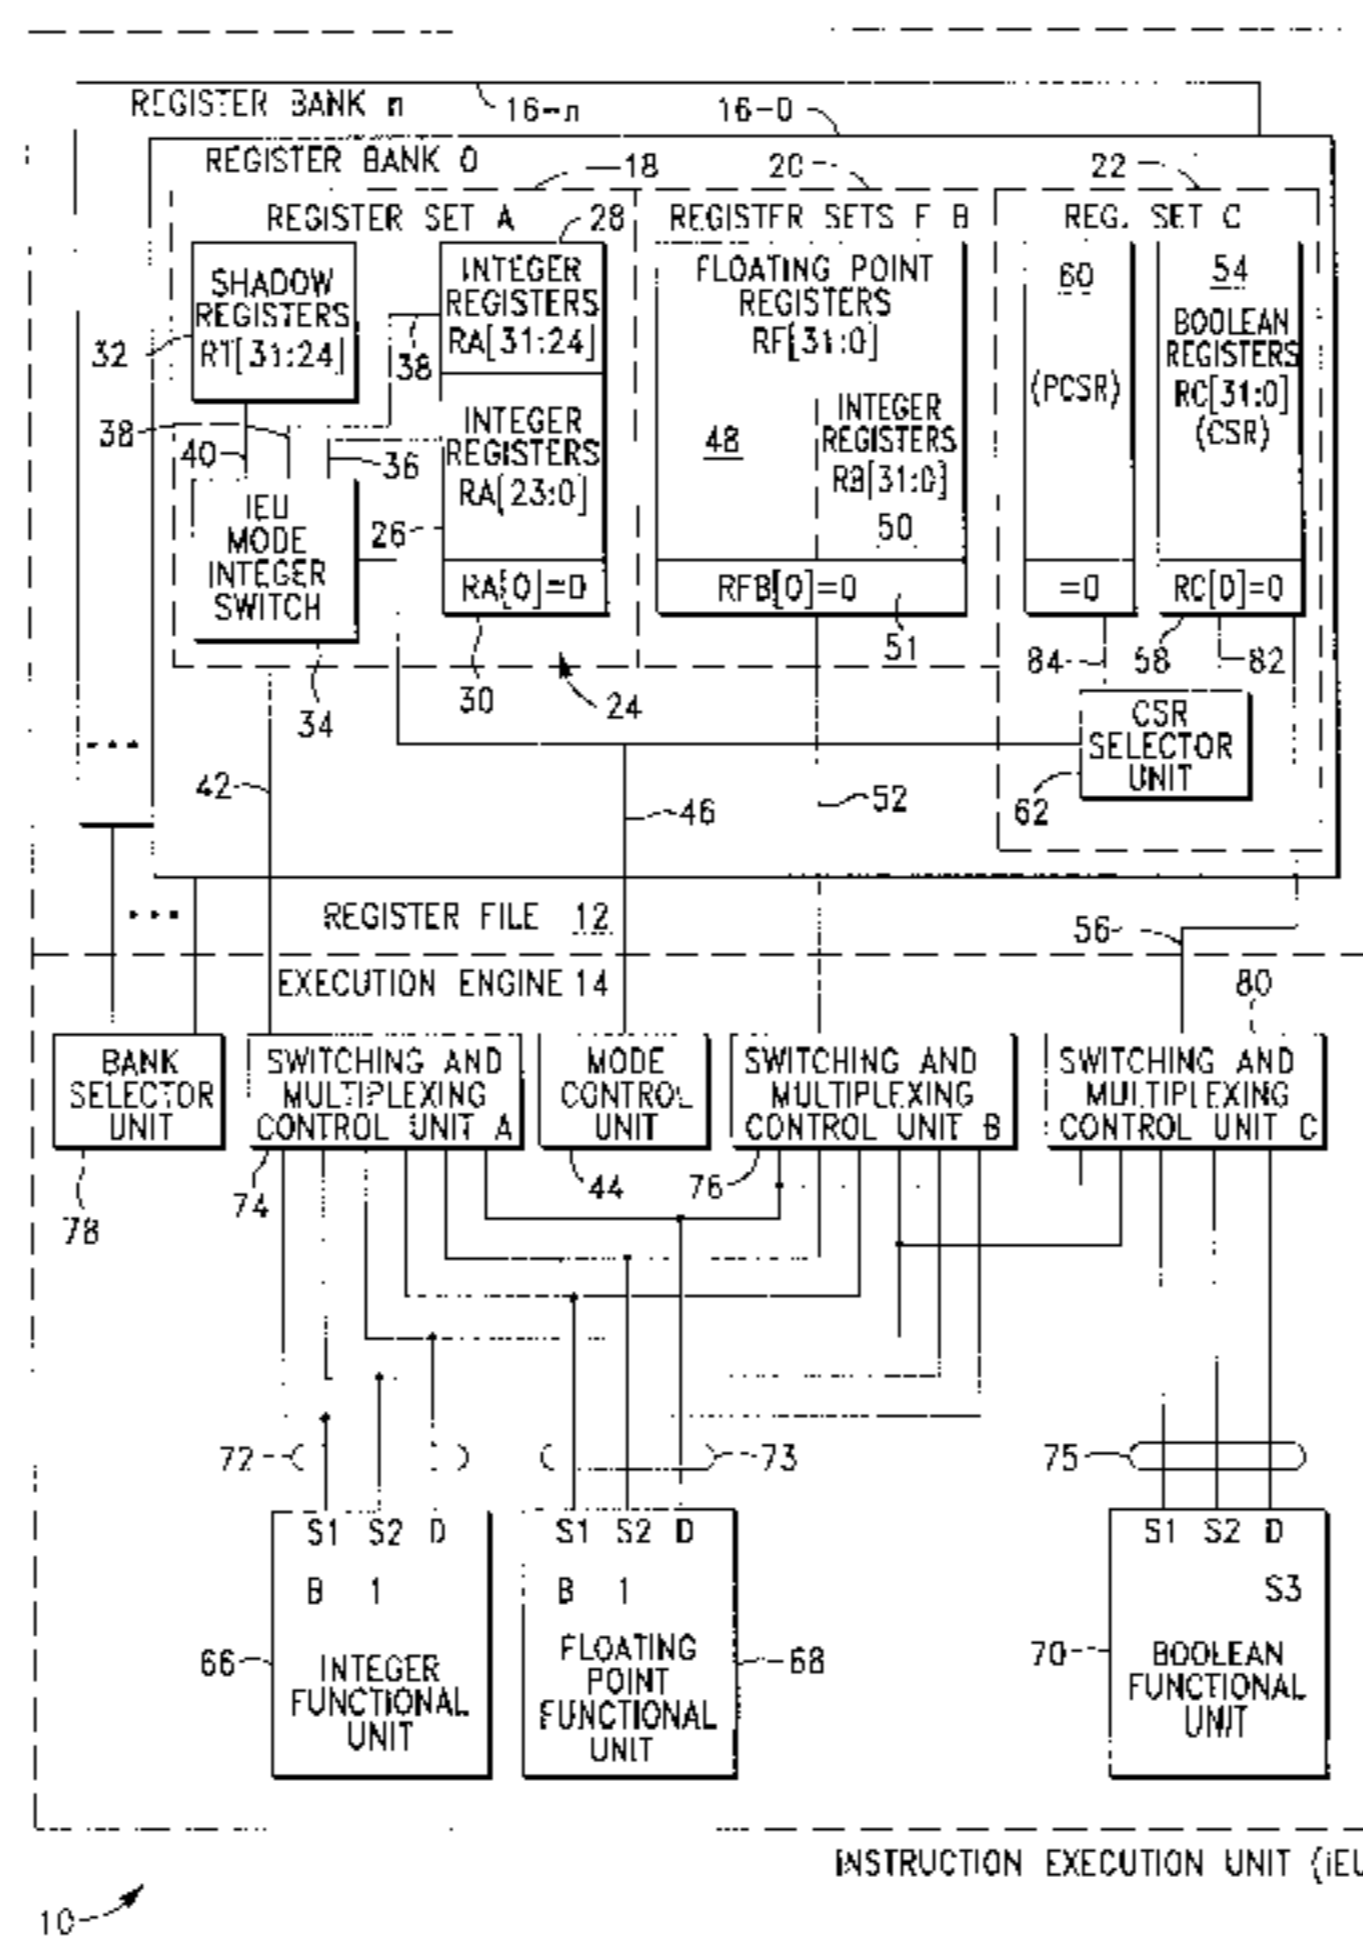 REGISTER BANK n
16-n
16-0
REGISTER BANK 0
18
20
22
REGISTER SET A
28
REGISTER SETS F B
REG. SET C
SHADOW
REGISTERS
RT[31:24]
32
INTEGER
REGISTERS
RA[31:24]
38
INTEGER
REGISTERS
RA[23:0]
RA[0]=0
FLOATING POINT
REGISTERS
RF[31:0]
48
INTEGER
REGISTERS
RB[31:0]
50
RFB[0]=0
60
(PCSR)
=0
54
BOOLEAN
REGISTERS
RC[31:0]
(CSR)
RC[0]=0
38
40
36
26
IEU
MODE
INTEGER
SWITCH
34
30
24
51
84
58
82
CSR
SELECTOR
UNIT
62
42
46
52
REGISTER FILE 12
56
EXECUTION ENGINE 14
80
BANK
SELECTOR
UNIT
SWITCHING AND
MULTIPLEXING
CONTROL UNIT A
MODE
CONTROL
UNIT
SWITCHING AND
MULTIPLEXING
CONTROL UNIT B
SWITCHING AND
MULTIPLEXING
CONTROL UNIT C
78
74
44
76
72
73
75
S1 S2 D
B 1
INTEGER
FUNCTIONAL
UNIT
66
S1 S2 D
B 1
FLOATING
POINT
FUNCTIONAL
UNIT
68
S1 S2 D
S3
BOOLEAN
FUNCTIONAL
UNIT
70
INSTRUCTION EXECUTION UNIT (IEU
10